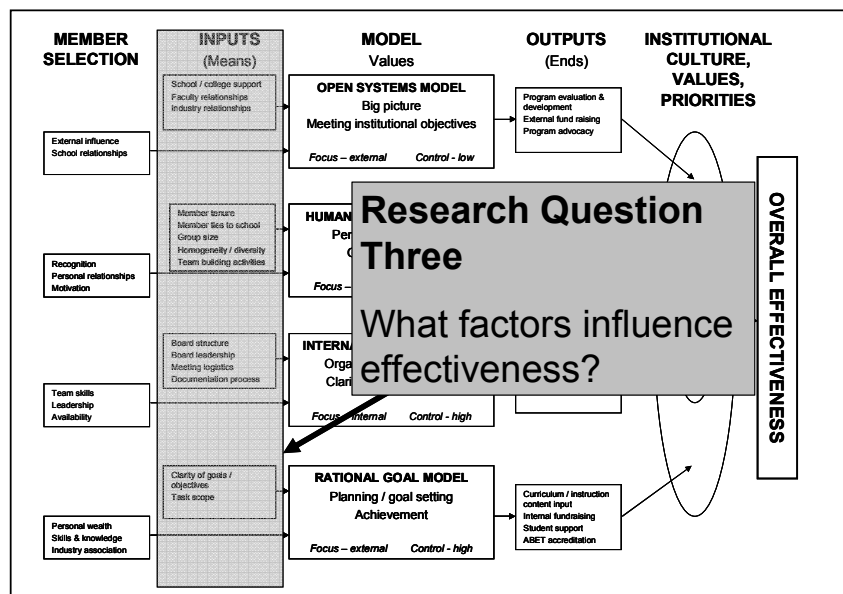 MEMBER
SELECTION
INPUTS
(Means)
MODEL
Values
OUTPUTS
(Ends)
INSTITUTIONAL
CULTURE,
VALUES,
PRIORITIES
External influence
School relationships
School / college support
Faculty relationships
Industry relationships
OPEN SYSTEMS MODEL
Big picture
Meeting institutional objectives
Focus – external Control - low
Program evaluation &
development
External fund raising
Program advocacy
Recognition
Personal relationships
Motivation
Member tenure
Member ties to school
Group size
Homogeneity / diversity
Team building activities
Focus –
Research Question
Three
What factors influence
effectiveness?
Team skills
Leadership
Availability
Board structure
Board leadership
Meeting logistics
Documentation process
Focus – internal Control - high
Personal wealth
Skills & knowledge
Industry association
Clarity of goals /
objectives
Task scope
RATIONAL GOAL MODEL
Planning / goal setting
Achievement
Focus – external Control - high
Curriculum / instruction
content input
Internal fundraising
Student support
ABET accreditation
OVERALL EFFECTIVENESS